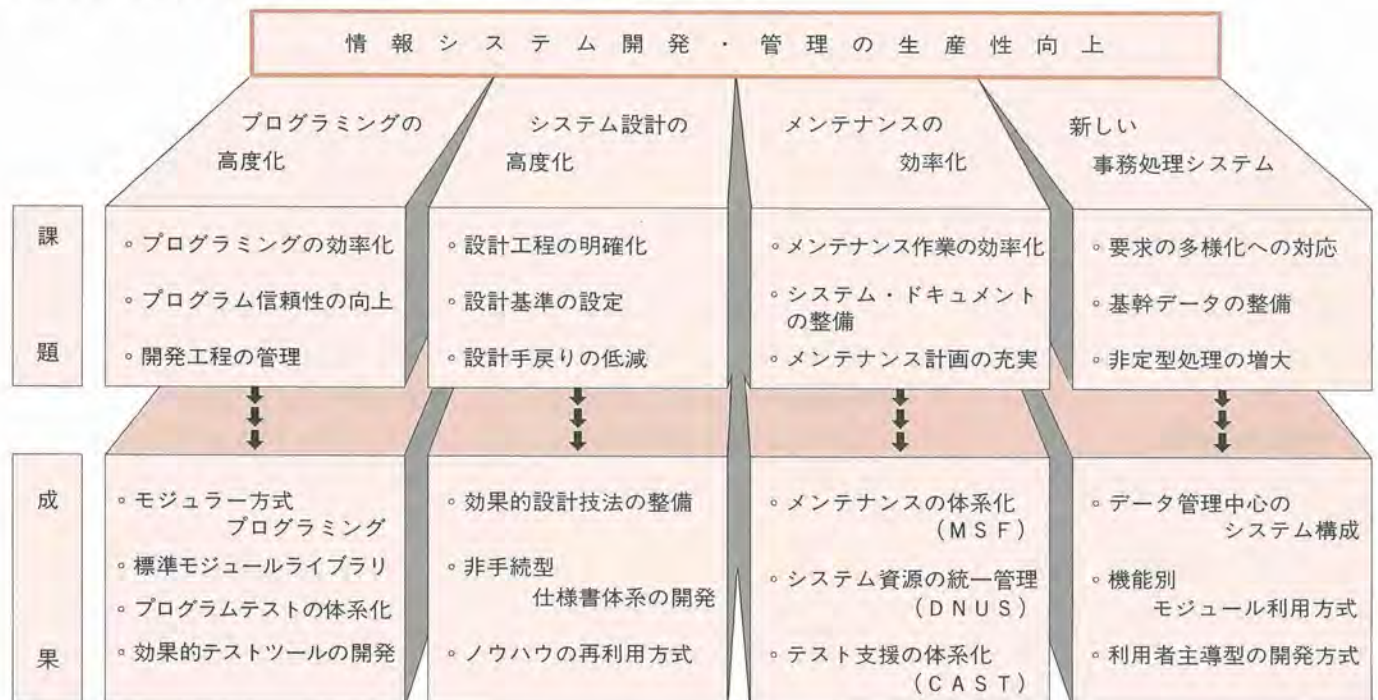 情報システム開発・管理の生産性向上
プログラミングの
高度化
システム設計の
高度化
メンテナンスの
効率化
新しい
事務処理システム
課
題
。プログラミングの効率化
。プログラム信頼性の向上
。開発工程の管理
。設計工程の明確化
。設計基準の設定
。設計手戻りの低減
。メンテナンス作業の効率化
。システム・ドキュメント
の整備
。メンテナンス計画の充実
。要求の多様化への対応
。基幹データの整備
。非定型処理の増大
成
果
。モジュラー方式
プログラミング
。標準モジュールライブラリ
。プログラムテストの体系化
。効果的テストツールの開発
。効果的設計技法の整備
。非手続型
仕様書体系の開発
。ノウハウの再利用方式
。メンテナンスの体系化
(MSF)
。システム資源の統一管理
(DNUS)
。テスト支援の体系化
(CAST)
。データ管理中心の
システム構成
。機能別
モジュール利用方式
。利用者主導型の開発方式